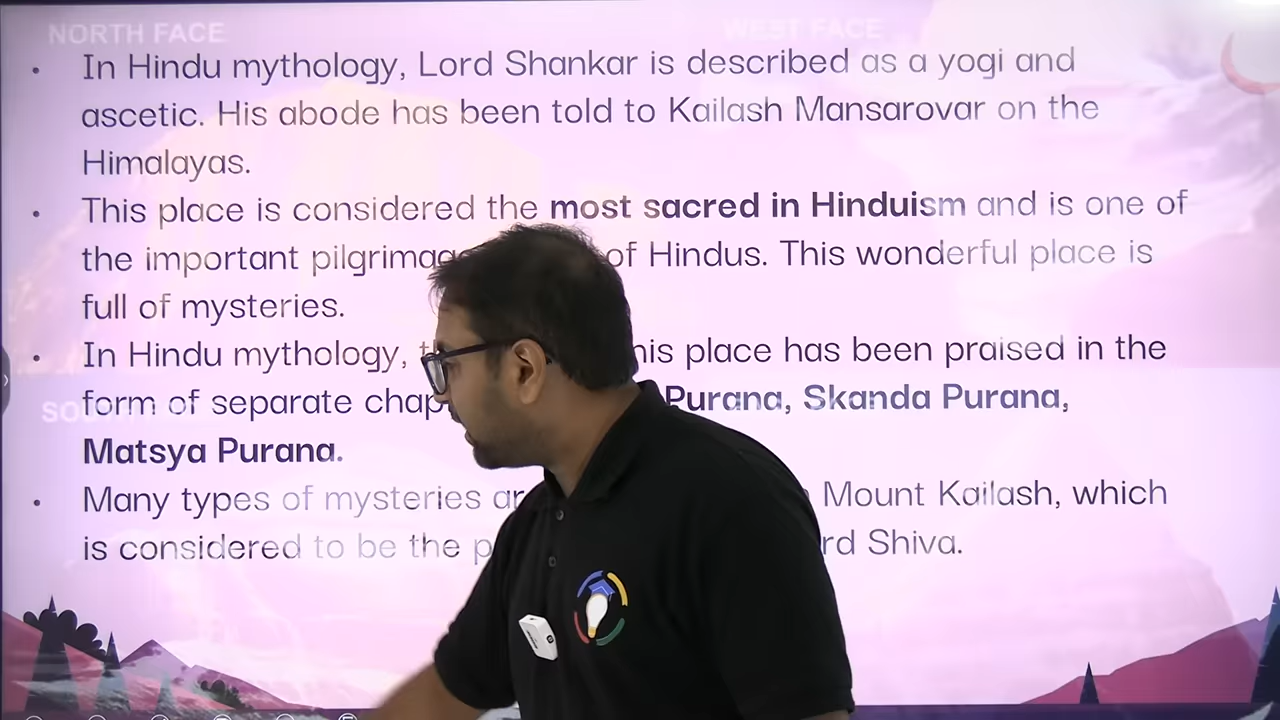 NORTH FACE
WEST FACE
• In Hindu mythology, Lord Shankar is described as a yogi and
ascetic. His abode has been told to Kailash Mansarovar on the
Himalayas.
• This place is considered the most sacred in Hinduism and is one of
the important of Hindus. This wonderful place is
full of mysteries.
• In Hindu mythology, place has been praised in the
form of separate Purana, Skanda Purana,
Matsya Purana.
• Many types of mysteries Mount Kailash, which
is considered to be the Shiva.